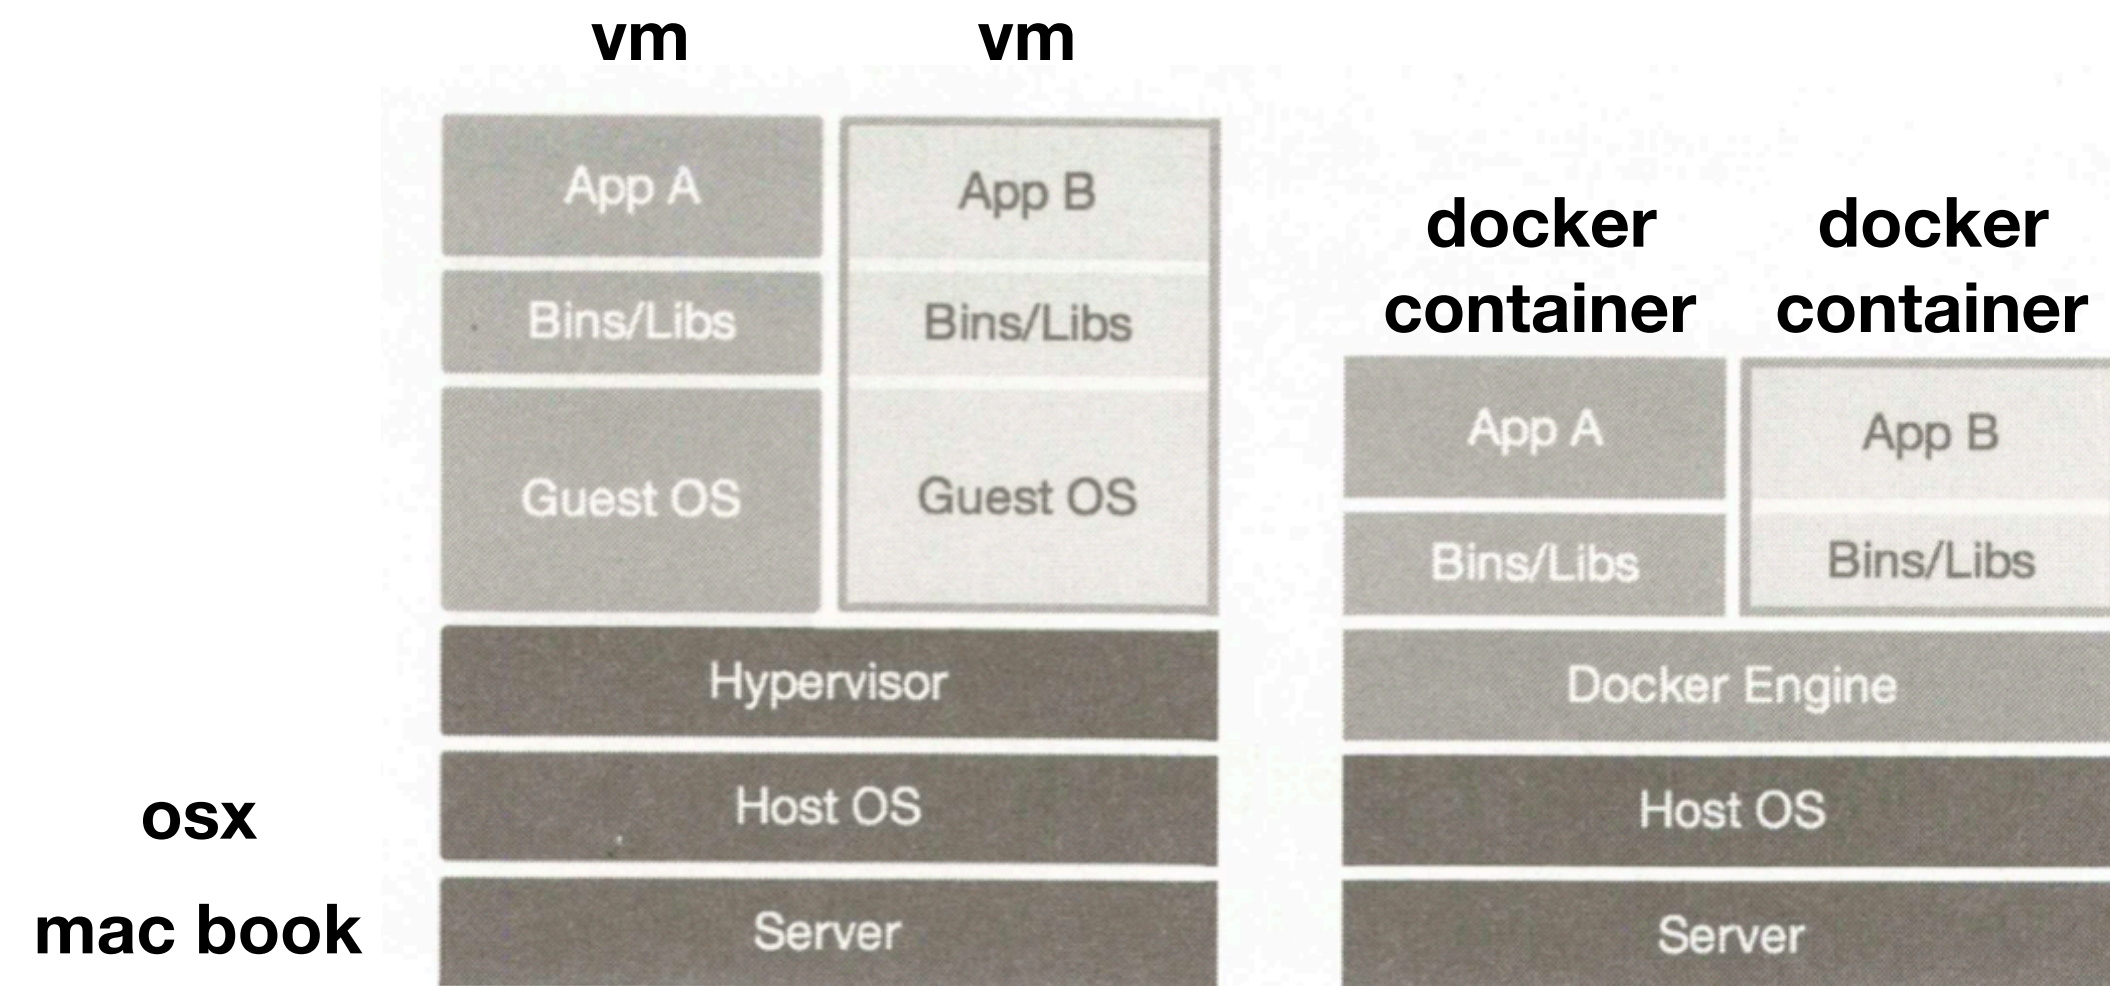 vm
vm
App A
App B
Bins/Libs
Bins/Libs
Guest OS
Guest OS
Hypervisor
Host OS
Server
osx
mac book
docker
container
docker
container
App A
App B
Bins/Libs
Bins/Libs
Docker Engine
Host OS
Server